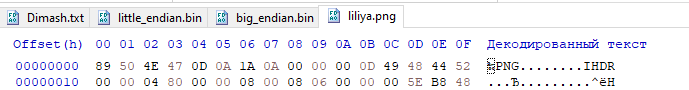 Dimash.txt little_endian.bin big_endian.bin liliya.png
Offset(h) 00 01 02 03 04 05 06 07 08 09 0A 0B 0C 0D 0E 0F Декодированный текст
00000000 89 50 4E 47 0D 0A 1A 0A 00 00 00 0D 49 48 44 52 ‰PNG........IHDR
00000010 00 00 04 80 00 00 08 00 08 06 00 00 00 5E B8 48 ...Ђ.........^ёH